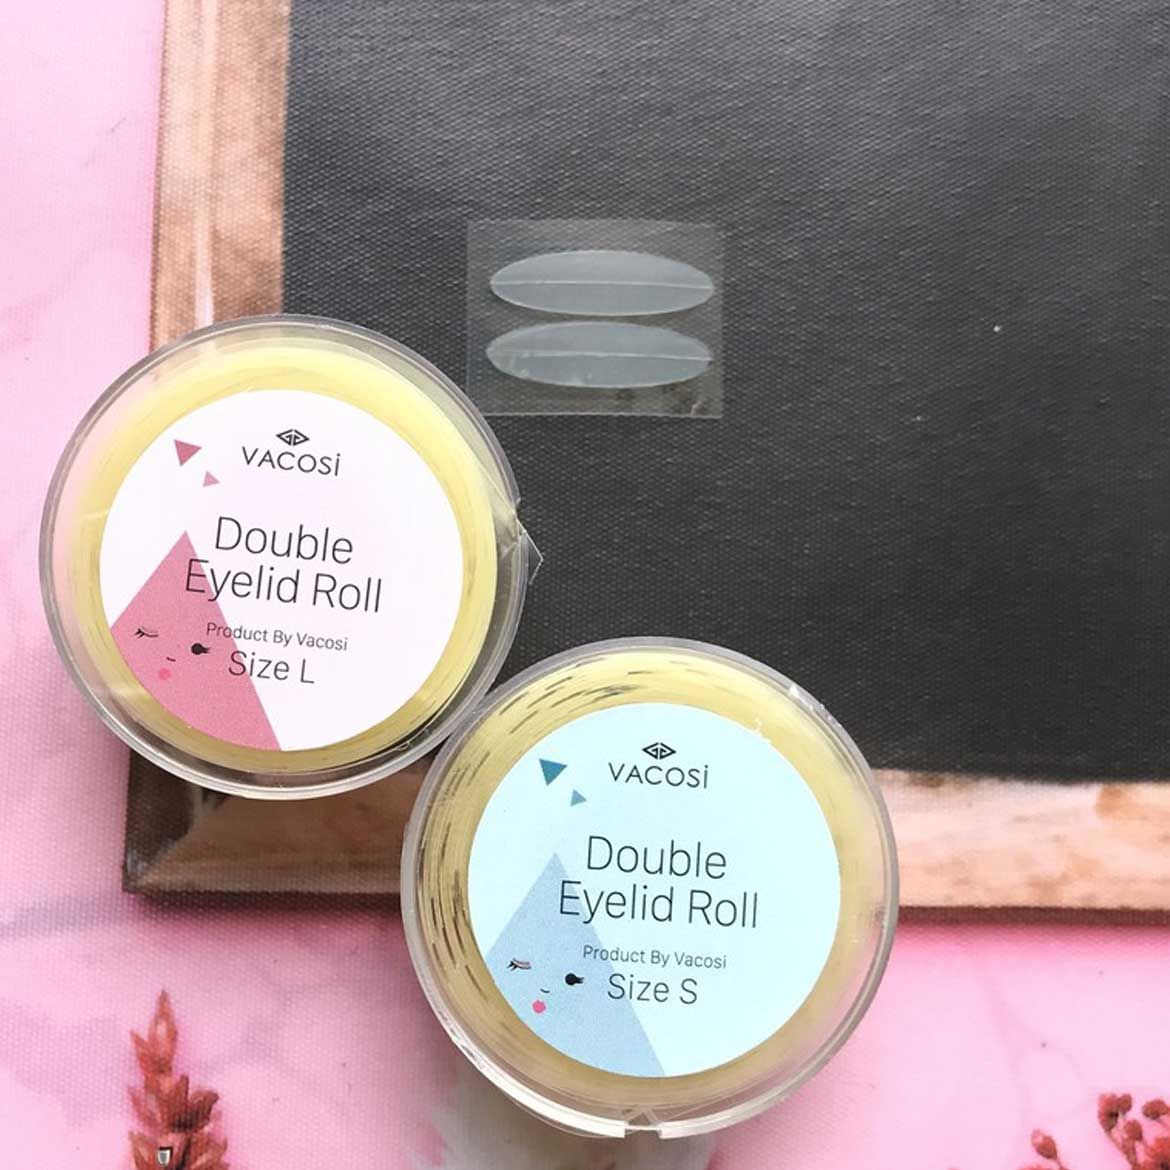 VACOSi
Double
Eyelid Roll
Product By Vacosi
Size L
VACOSi
Double
Eyelid Roll
Product By Vacosi
Size S